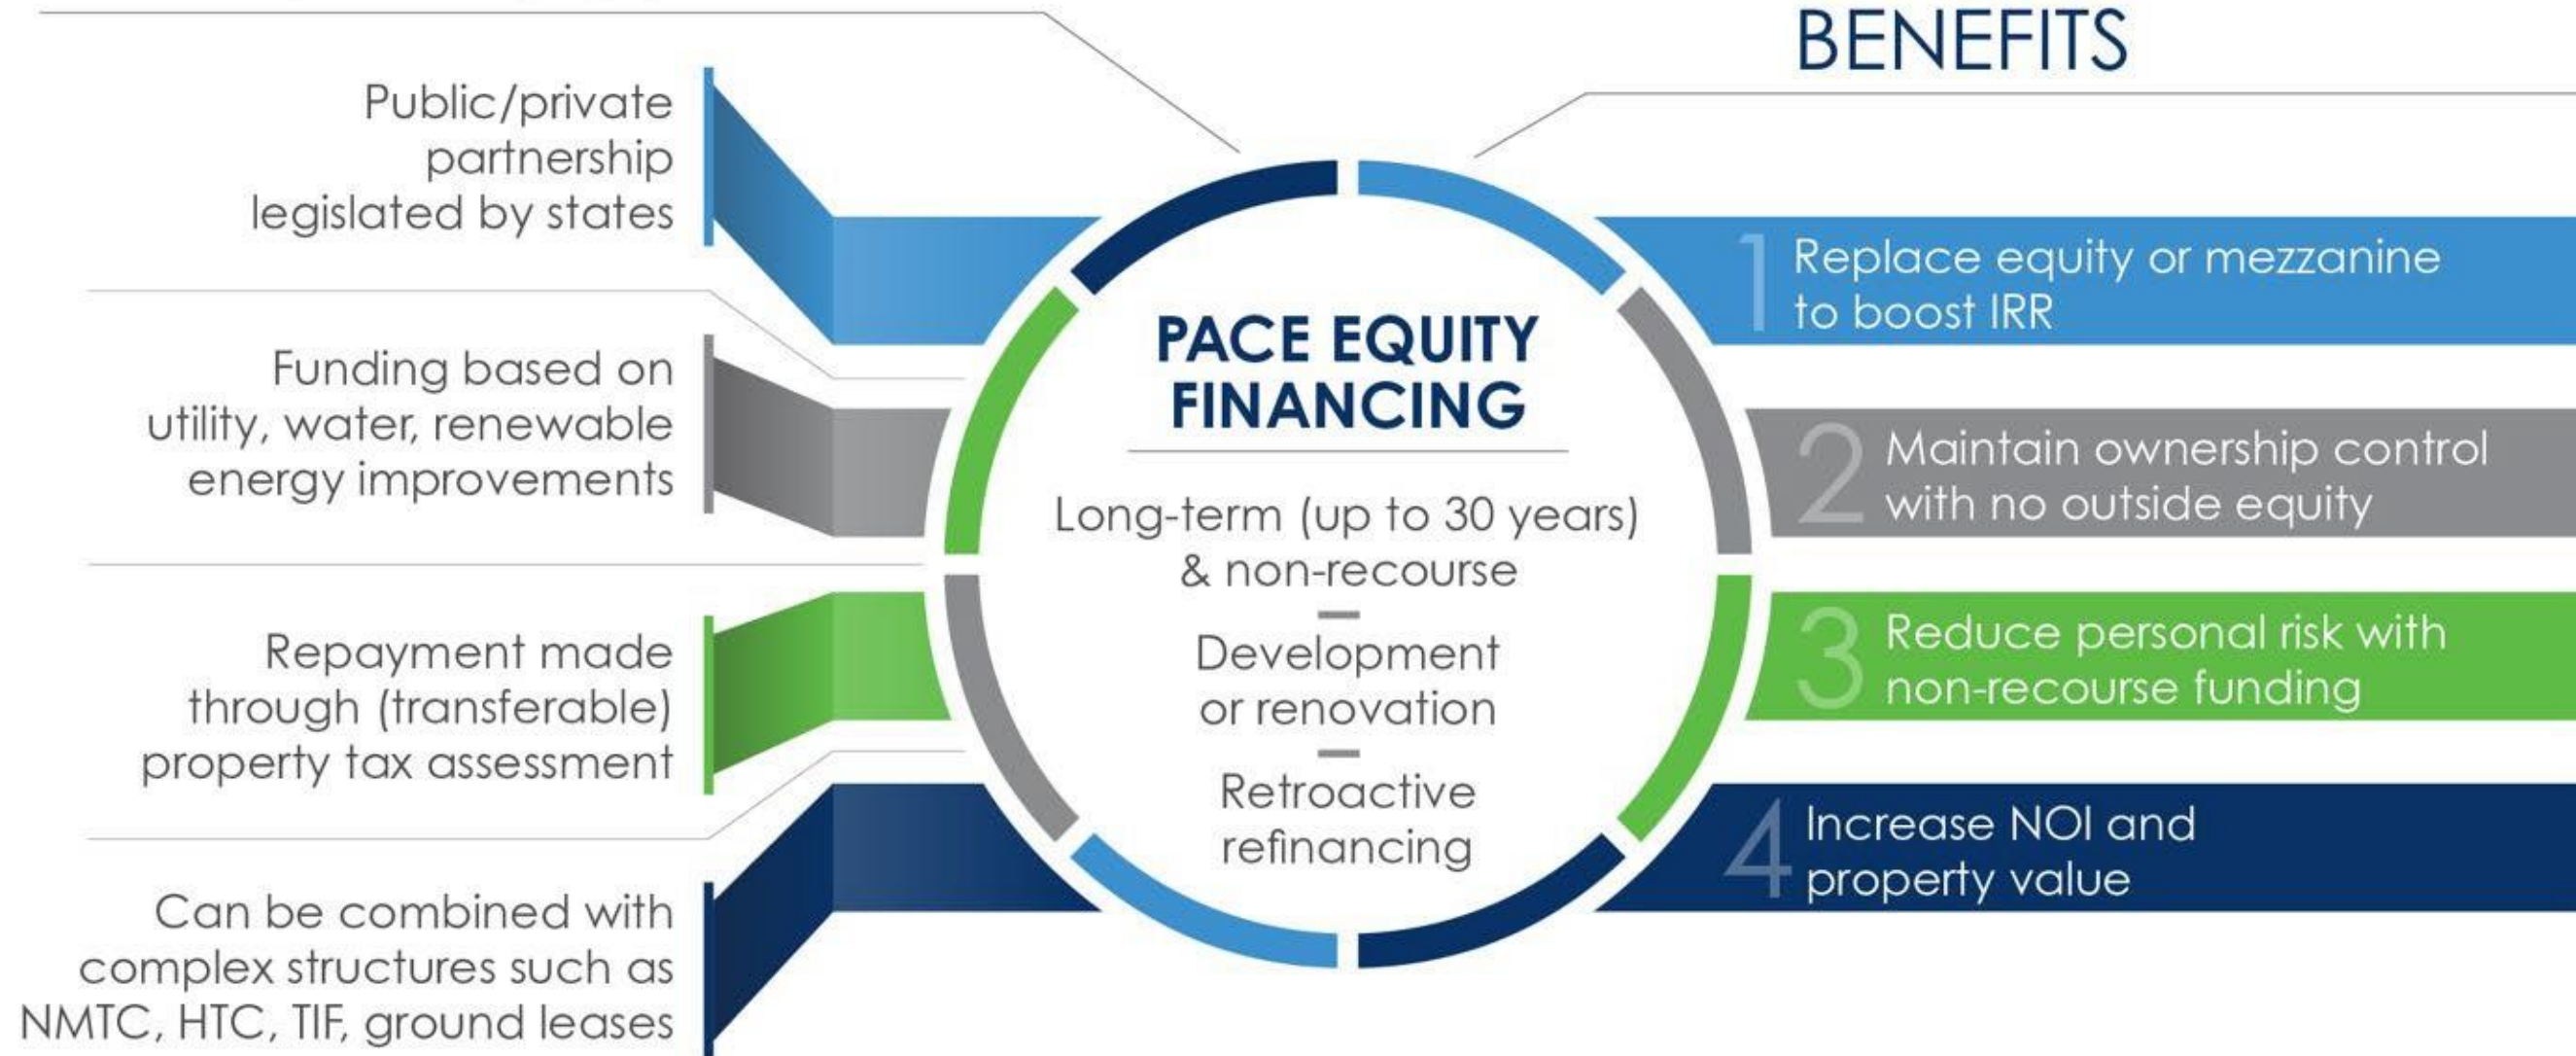 Public/private
partnership
legislated by states
Funding based on
utility, water, renewable
energy improvements
Repayment made
through (transferable)
property tax assessment
Can be combined with
complex structures such as
NMTC, HTC, TIF, ground leases
PACE EQUITY
FINANCING
Long-term (up to 30 years)
& non-recourse
Development
or renovation
Retroactive
refinancing
BENEFITS
1 Replace equity or mezzanine
to boost IRR
2 Maintain ownership control
with no outside equity
3 Reduce personal risk with
non-recourse funding
4 Increase NOI and
property value